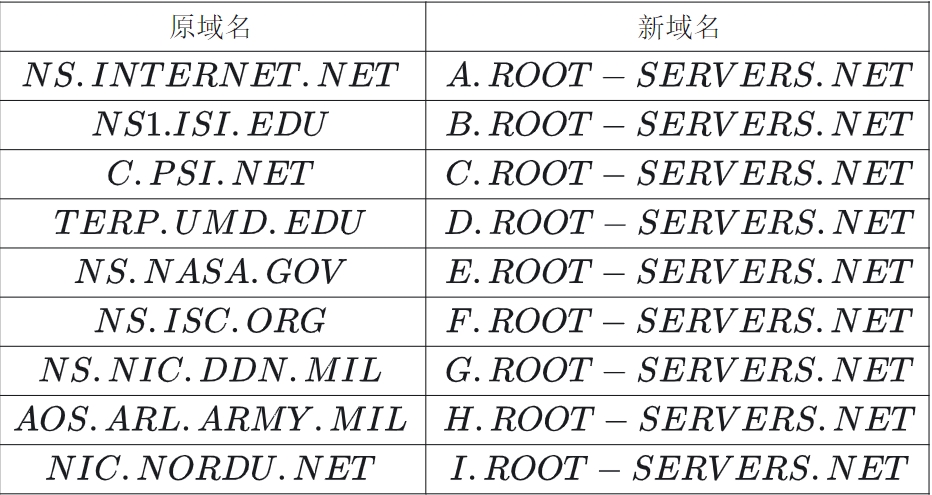 原域名 新域名
NS.INTERNET.NET A.ROOT − SERVERS.NET
NS1.ISI.EDU B.ROOT − SERVERS.NET
C.PSI.NET C.ROOT − SERVERS.NET
TERP.UMD.EDU D.ROOT − SERVERS.NET
NS.NASA.GOV E.ROOT − SERVERS.NET
NS.ISC.ORG F.ROOT − SERVERS.NET
NS.NIC.DDN.MIL G.ROOT − SERVERS.NET
AOS.ARL.ARMY.MIL H.ROOT − SERVERS.NET
NIC.NORDU.NET I.ROOT − SERVERS.NET